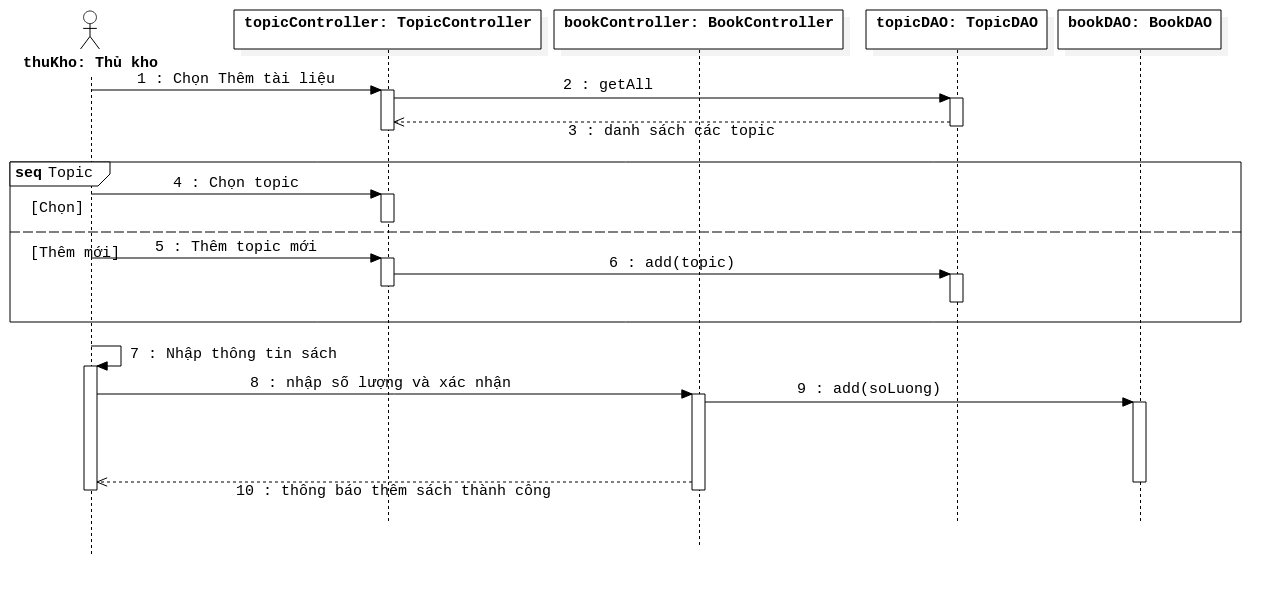 topicController: TopicController
bookController: BookController
topicDAO: TopicDAO
bookDAO: BookDAO
thuKho: Thủ kho
1 : Chọn Thêm tài liệu
2 : getAll
3 : danh sách các topic
seq Topic
4 : Chọn topic
[Chọn]
[Thêm mới]
5 : Thêm topic mới
6 : add(topic)
7 : Nhập thông tin sách
8 : nhập số lượng và xác nhận
9 : add(soLuong)
10 : thông báo thêm sách thành công